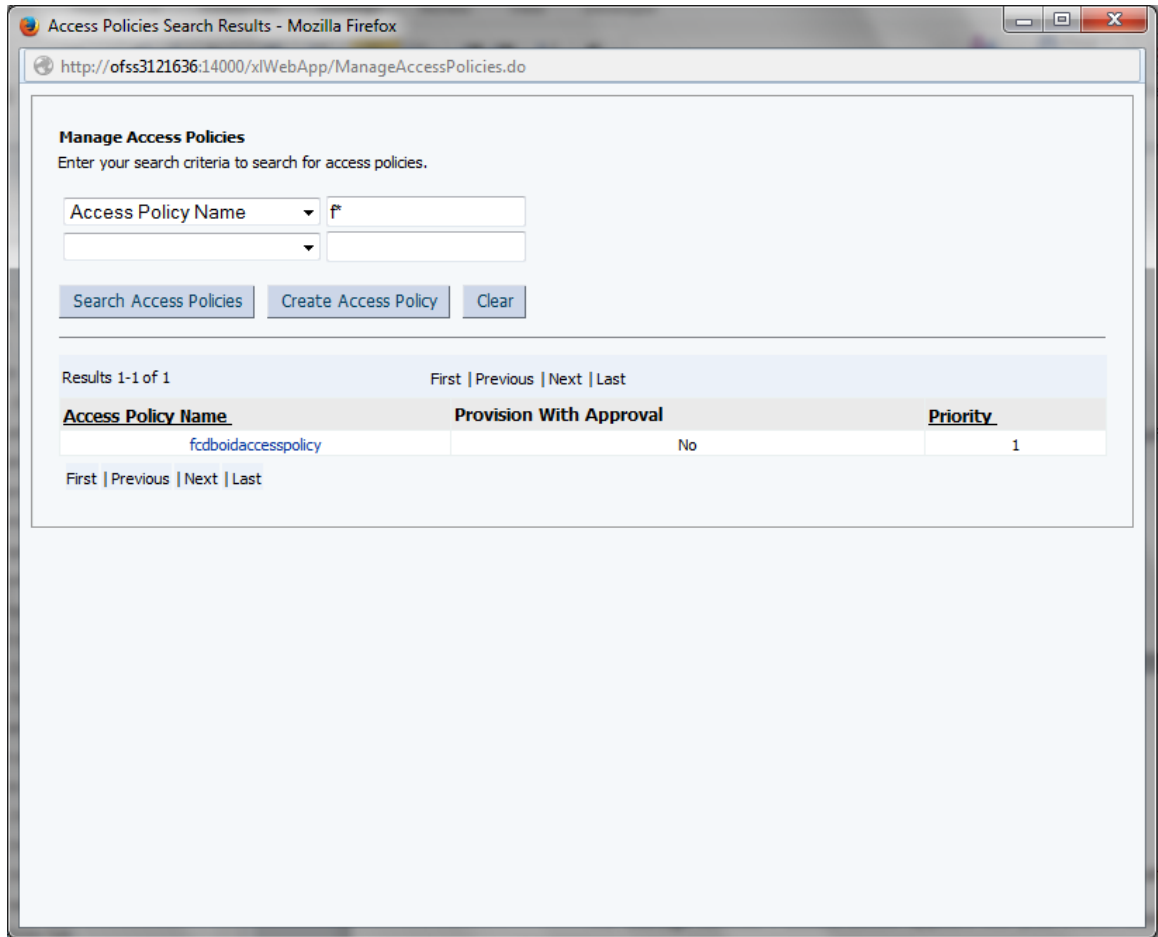 Access Policies Search Results - Mozilla Firefox
http://ofss3121636:14000/xlWebApp/ManageAccessPolicies.do
Manage Access Policies
Enter your search criteria to search for access policies.
Access Policy Name f*
Search Access Policies Create Access Policy Clear
Results 1-1 of 1 First | Previous | Next | Last
Access Policy Name Provision With Approval Priority
fcdboidaccesspolicy No 1
First | Previous | Next | Last